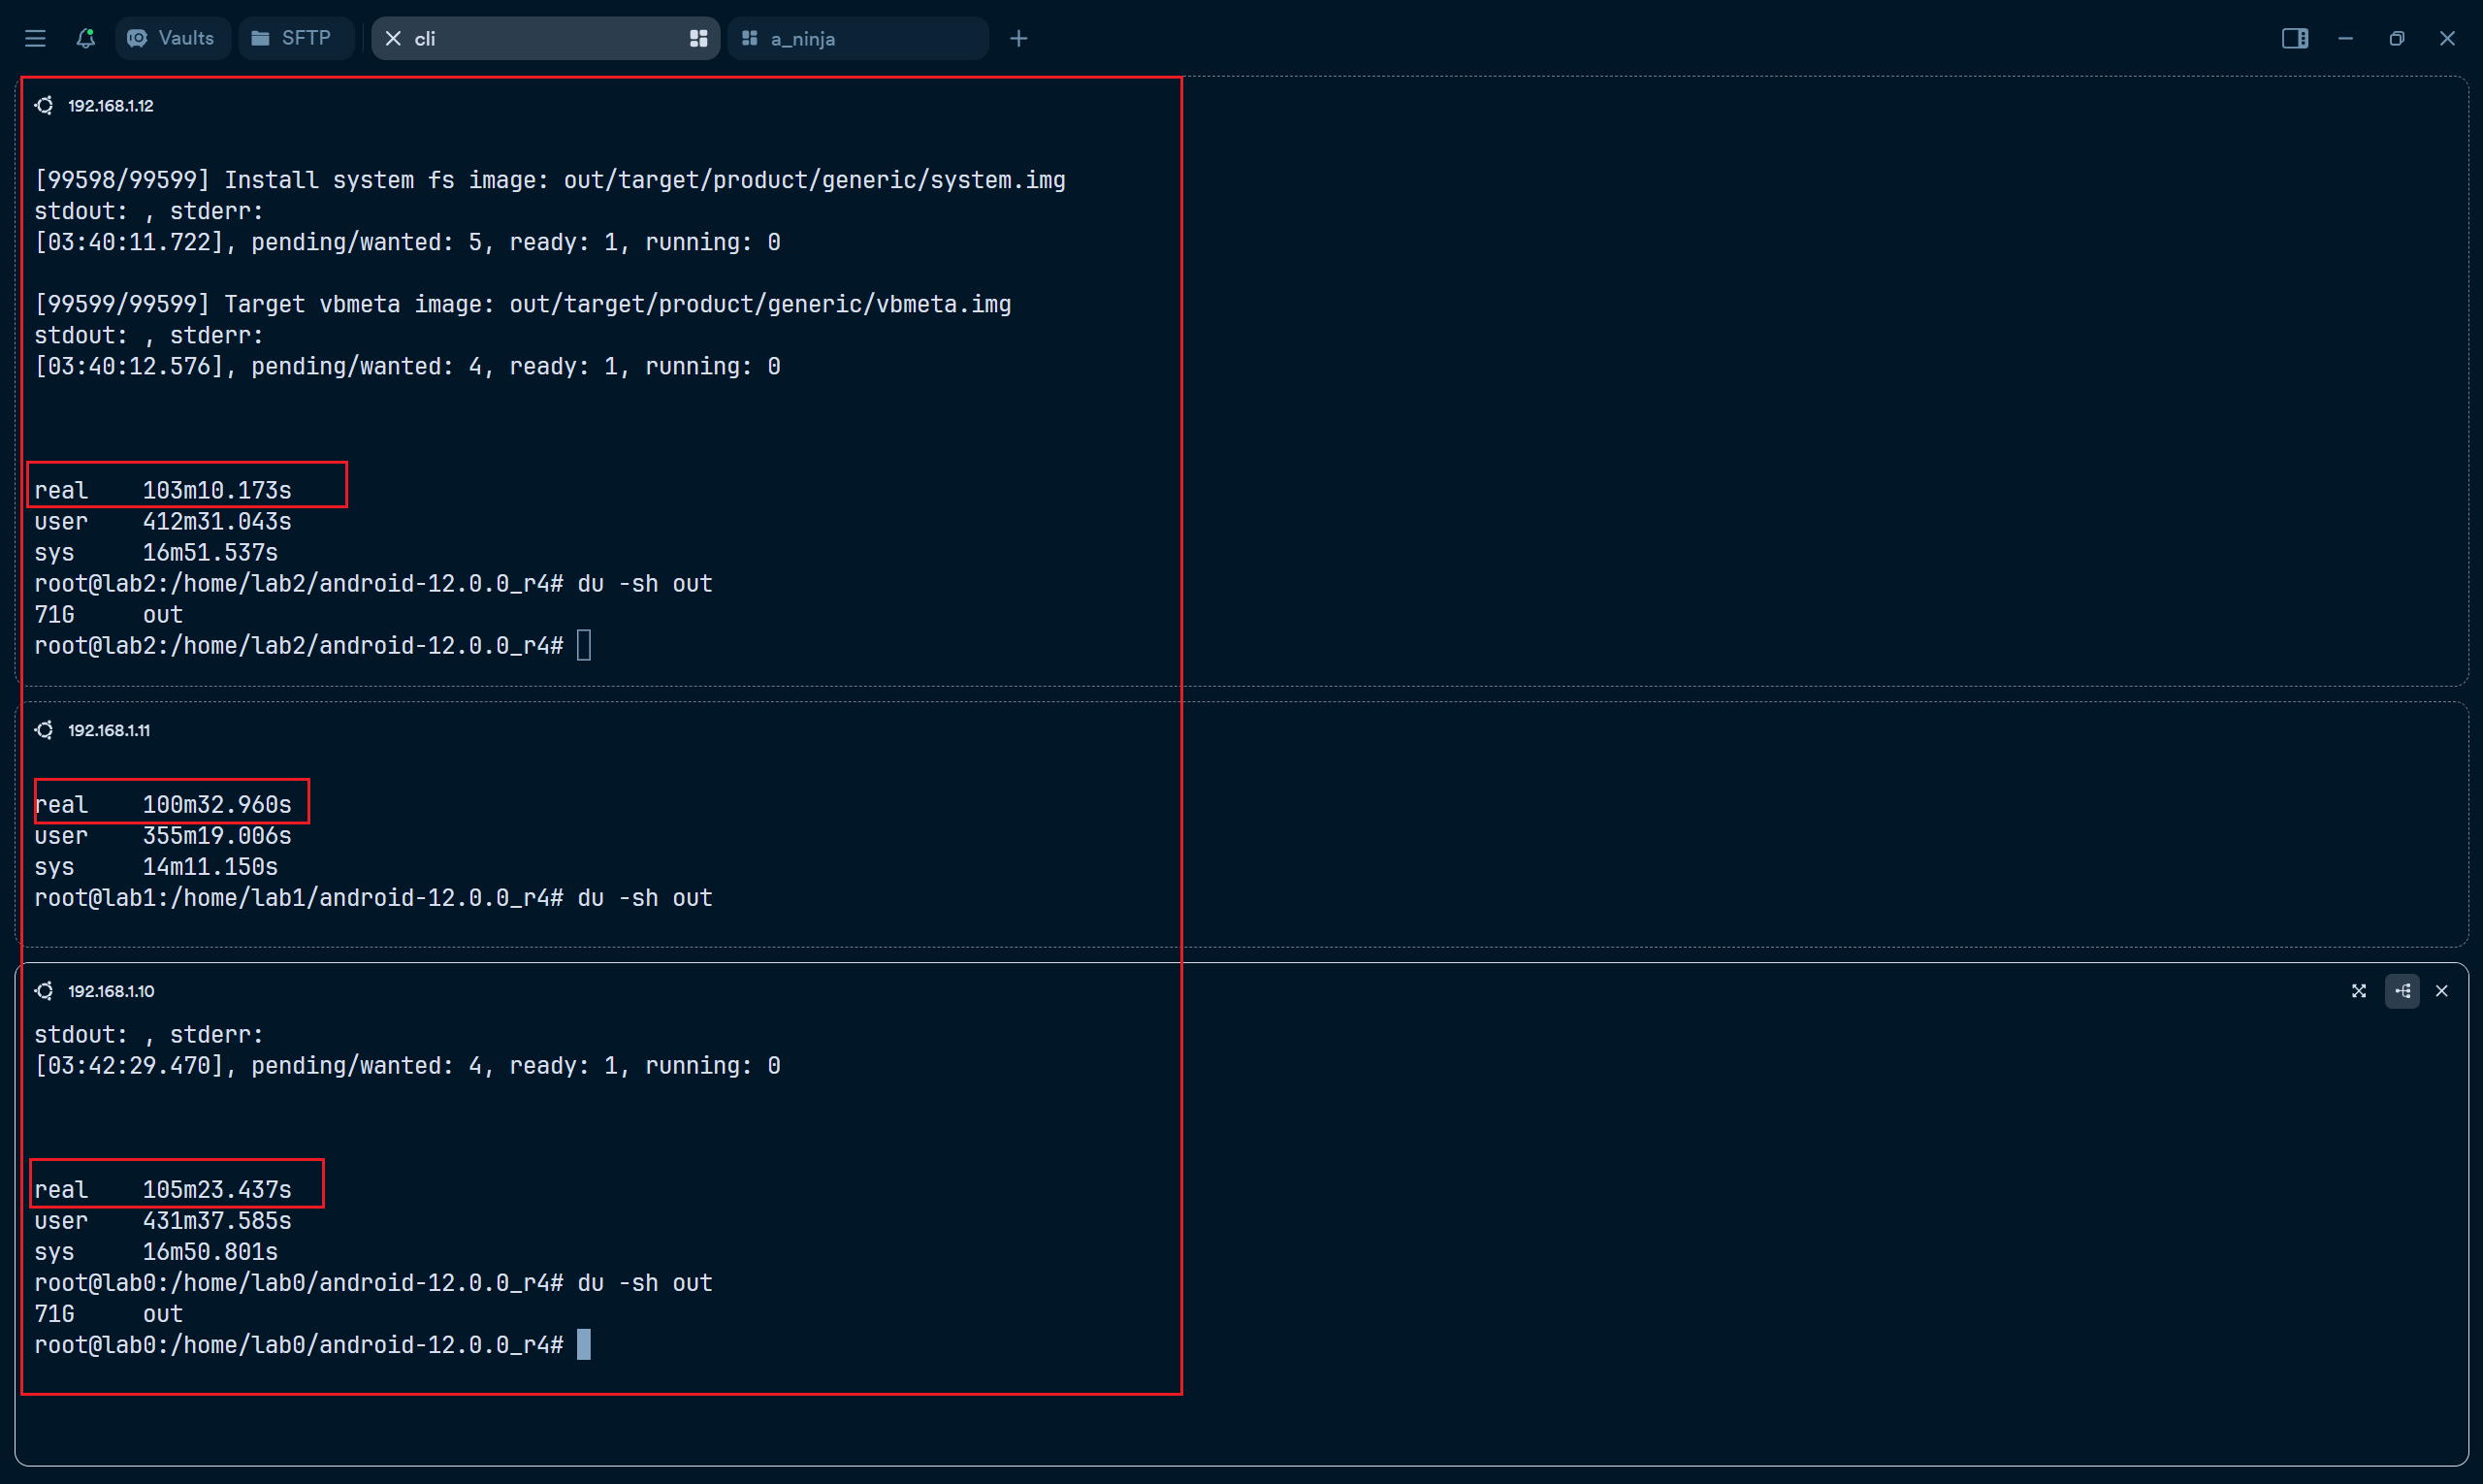 Vaults SFTP cli a_ninja
192.168.1.12
[99598/99599] Install system fs image: out/target/product/generic/system.img
stdout: , stderr:
[03:40:11.722], pending/wanted: 5, ready: 1, running: 0
[99599/99599] Target vbmeta image: out/target/product/generic/vbmeta.img
stdout: , stderr:
[03:40:12.576], pending/wanted: 4, ready: 1, running: 0
real 103m10.173s
user 412m31.043s
sys 16m51.537s
root@lab2:/home/lab2/android-12.0.0_r4# du -sh out
71G out
root@lab2:/home/lab2/android-12.0.0_r4#
192.168.1.11
real 100m32.960s
user 355m19.006s
sys 14m11.150s
root@lab1:/home/lab1/android-12.0.0_r4# du -sh out
192.168.1.10
stdout: , stderr:
[03:42:29.470], pending/wanted: 4, ready: 1, running: 0
real 105m23.437s
user 431m37.585s
sys 16m50.801s
root@lab0:/home/lab0/android-12.0.0_r4# du -sh out
71G out
root@lab0:/home/lab0/android-12.0.0_r4#